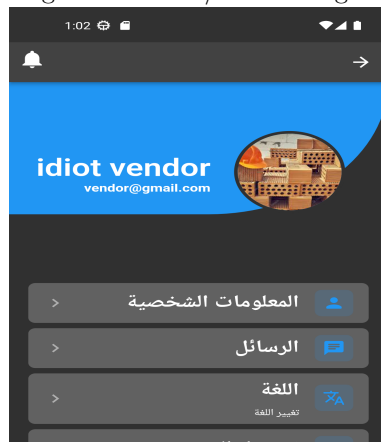 1:02
idiot vendor
vendor@gmail.com
المعلومات الشخصية
الرسائل
اللغة
تغيير اللغة